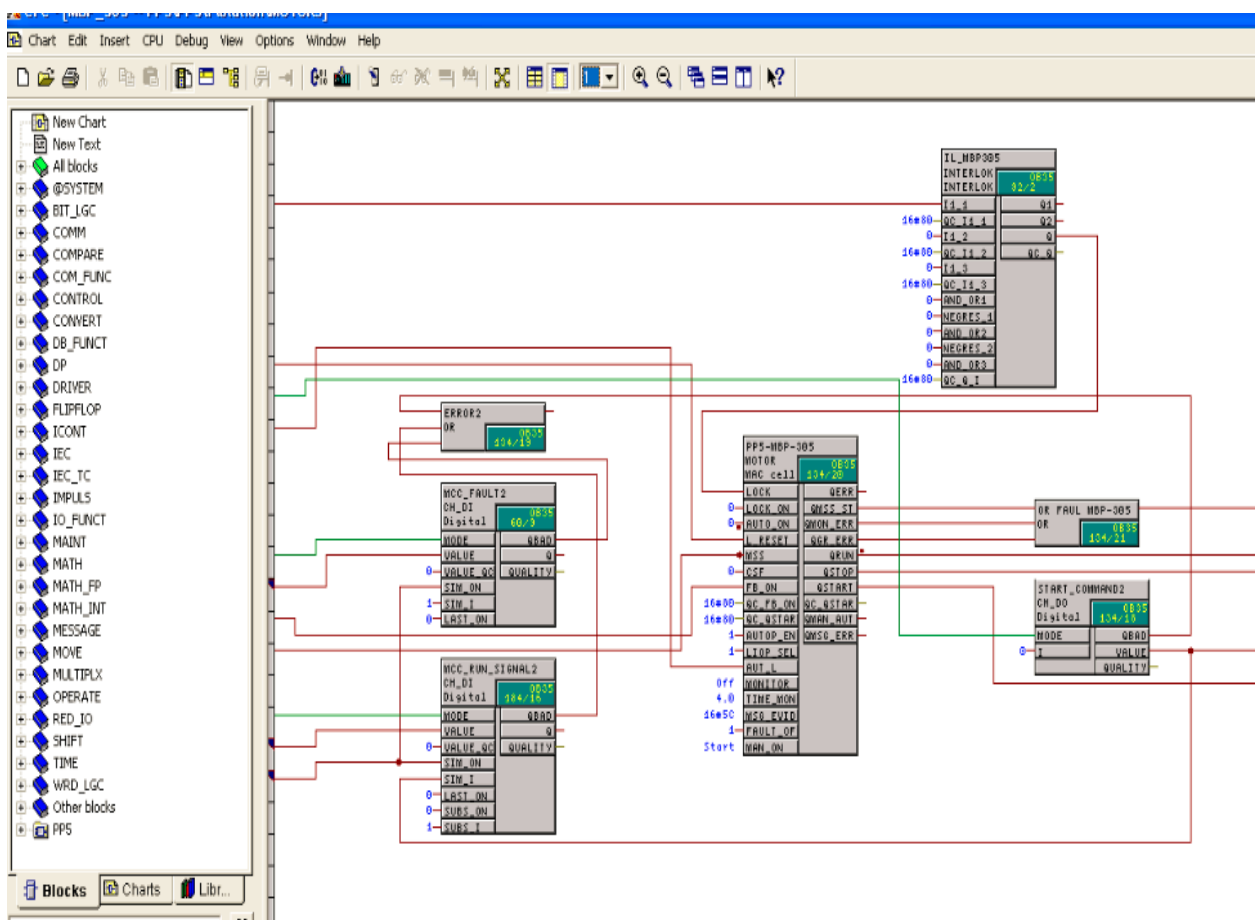 Chart Edit Insert CPU Debug View Options Window Help
New Chart
New Text
All blocks
@SYSTEM
BIT_LGC
COMM
COMPARE
COM_FUNC
CONTROL
CONVERT
DB_FUNCT
DP
DRIVER
FLIPFLOP
ICONT
IEC
IEC_TC
IMPULS
IO_FUNCT
MAINT
MATH
MATH_FP
MATH_INT
MESSAGE
MOVE
MULTIPLX
OPERATE
RED_IO
SHIFT
TIME
WRD_LGC
Other blocks
PP5
Blocks Charts Libr...
IL_MBP305
INTERLOK OB35
INTERLOK 82/2
I1_1 Q1
16#80 QC_I1_1 Q2
0 I1_2 Q
16#80 QC_I1_2 QC_Q
0 I1_3
16#80 QC_I1_3
0 AND_OR1
0 NEGRES_1
0 AND_OR2
0 NEGRES_2
0 AND_OR3
16#80 QC_Q_I
ERROR2
OR OB35
134/19
MCC_FAULT2
CH_DI OB35
Digital 60/9
MODE QBAD
VALUE Q
0 VALUE_QC QUALITY
SIM_ON
1 SIM_I
0 LAST_ON
MCC_RUN_SIGNAL2
CH_DI OB35
Digital 184/16
MODE QBAD
VALUE Q
0 VALUE_QC QUALITY
SIM_ON
SIM_I
0 LAST_ON
0 SUBS_ON
1 SUBS_I
PP5-MBP-305
MOTOR OB35
MAC cell 134/20
LOCK QERR
0 LOCK_ON QMSS_ST
0 AUTO_ON QMON_ERR
L_RESET QGR_ERR
MSS QRUN
0 CSF QSTOP
FB_ON QSTART
16#80 QC_FB_ON QC_QSTAR
16#80 QC_QSTAR QMAN_AUT
1 AUTOP_EN QMSG_ERR
1 LIOP_SEL
AUT_L
Off MONITOR
4.0 TIME_MON
16#5C MSG_EVID
1 FAULT_OF
Start MAN_ON
OR FAUL MBP-305
OR OB35
134/21
START_COMMAND2
CH_DO OB35
Digital 134/18
MODE QBAD
0 I VALUE
QUALITY